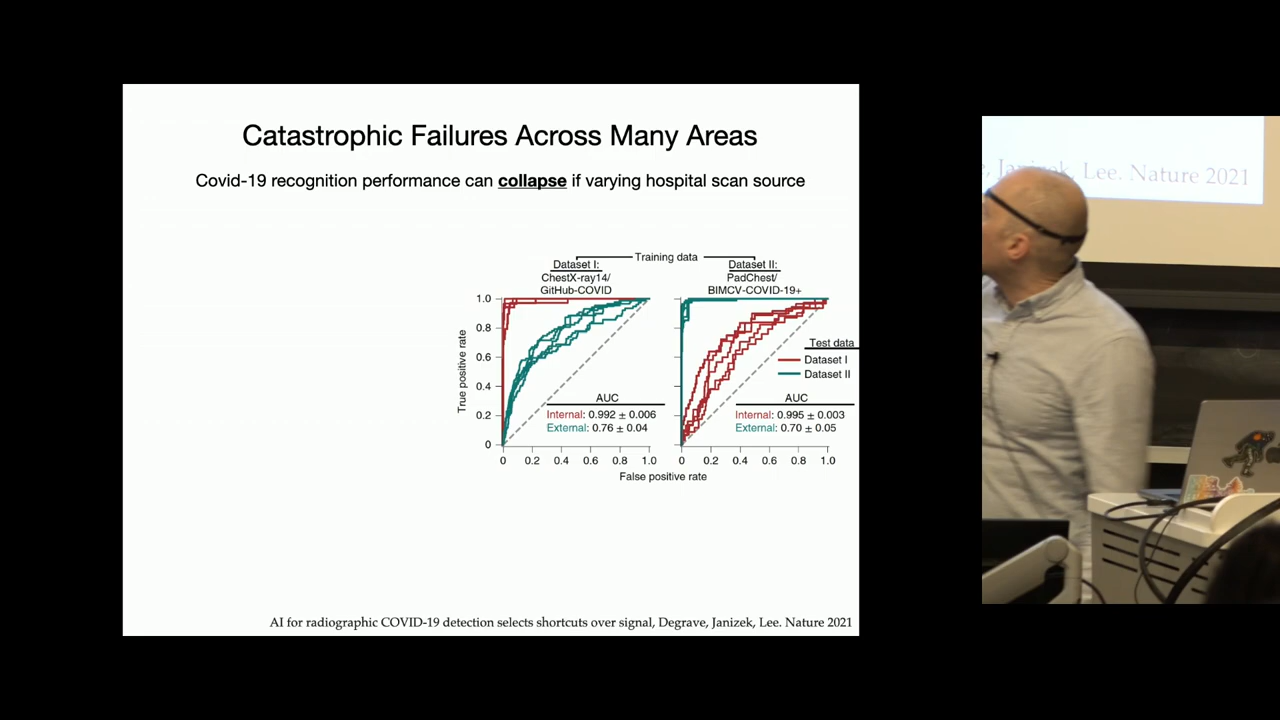 Catastrophic Failures Across Many Areas
Covid-19 recognition performance can collapse if varying hospital scan source
Training data
Dataset I:
ChestX-ray14/
GitHub-COVID
Dataset II:
PadChest/
BIMCV-COVID-19+
True positive rate
1.0
0.8
0.6
0.4
0.2
0
AUC
Internal: 0.992 ± 0.006
External: 0.76 ± 0.04
0 0.2 0.4 0.6 0.8 1.0
Test data
Dataset I
Dataset II
AUC
Internal: 0.995 ± 0.003
External: 0.70 ± 0.05
0 0.2 0.4 0.6 0.8 1.0
False positive rate
AI for radiographic COVID-19 detection selects shortcuts over signal, Degrave, Janizek, Lee. Nature 2021
e, Janizek, Lee. Nature 2021